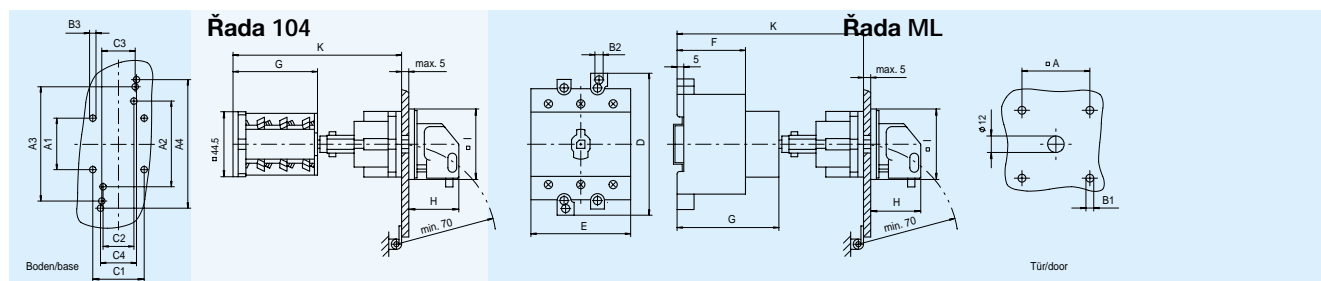 B3
C3
A3
A1
A2
A4
C2
C4
C1
Boden/base
Řada 104
K
G
max. 5
□ 44.5
□ I
H
min. 70
B2
D
E
Řada ML
K
F
5
max. 5
□ I
H
G
min. 70
□ A
ϕ 12
B1
Tür/door